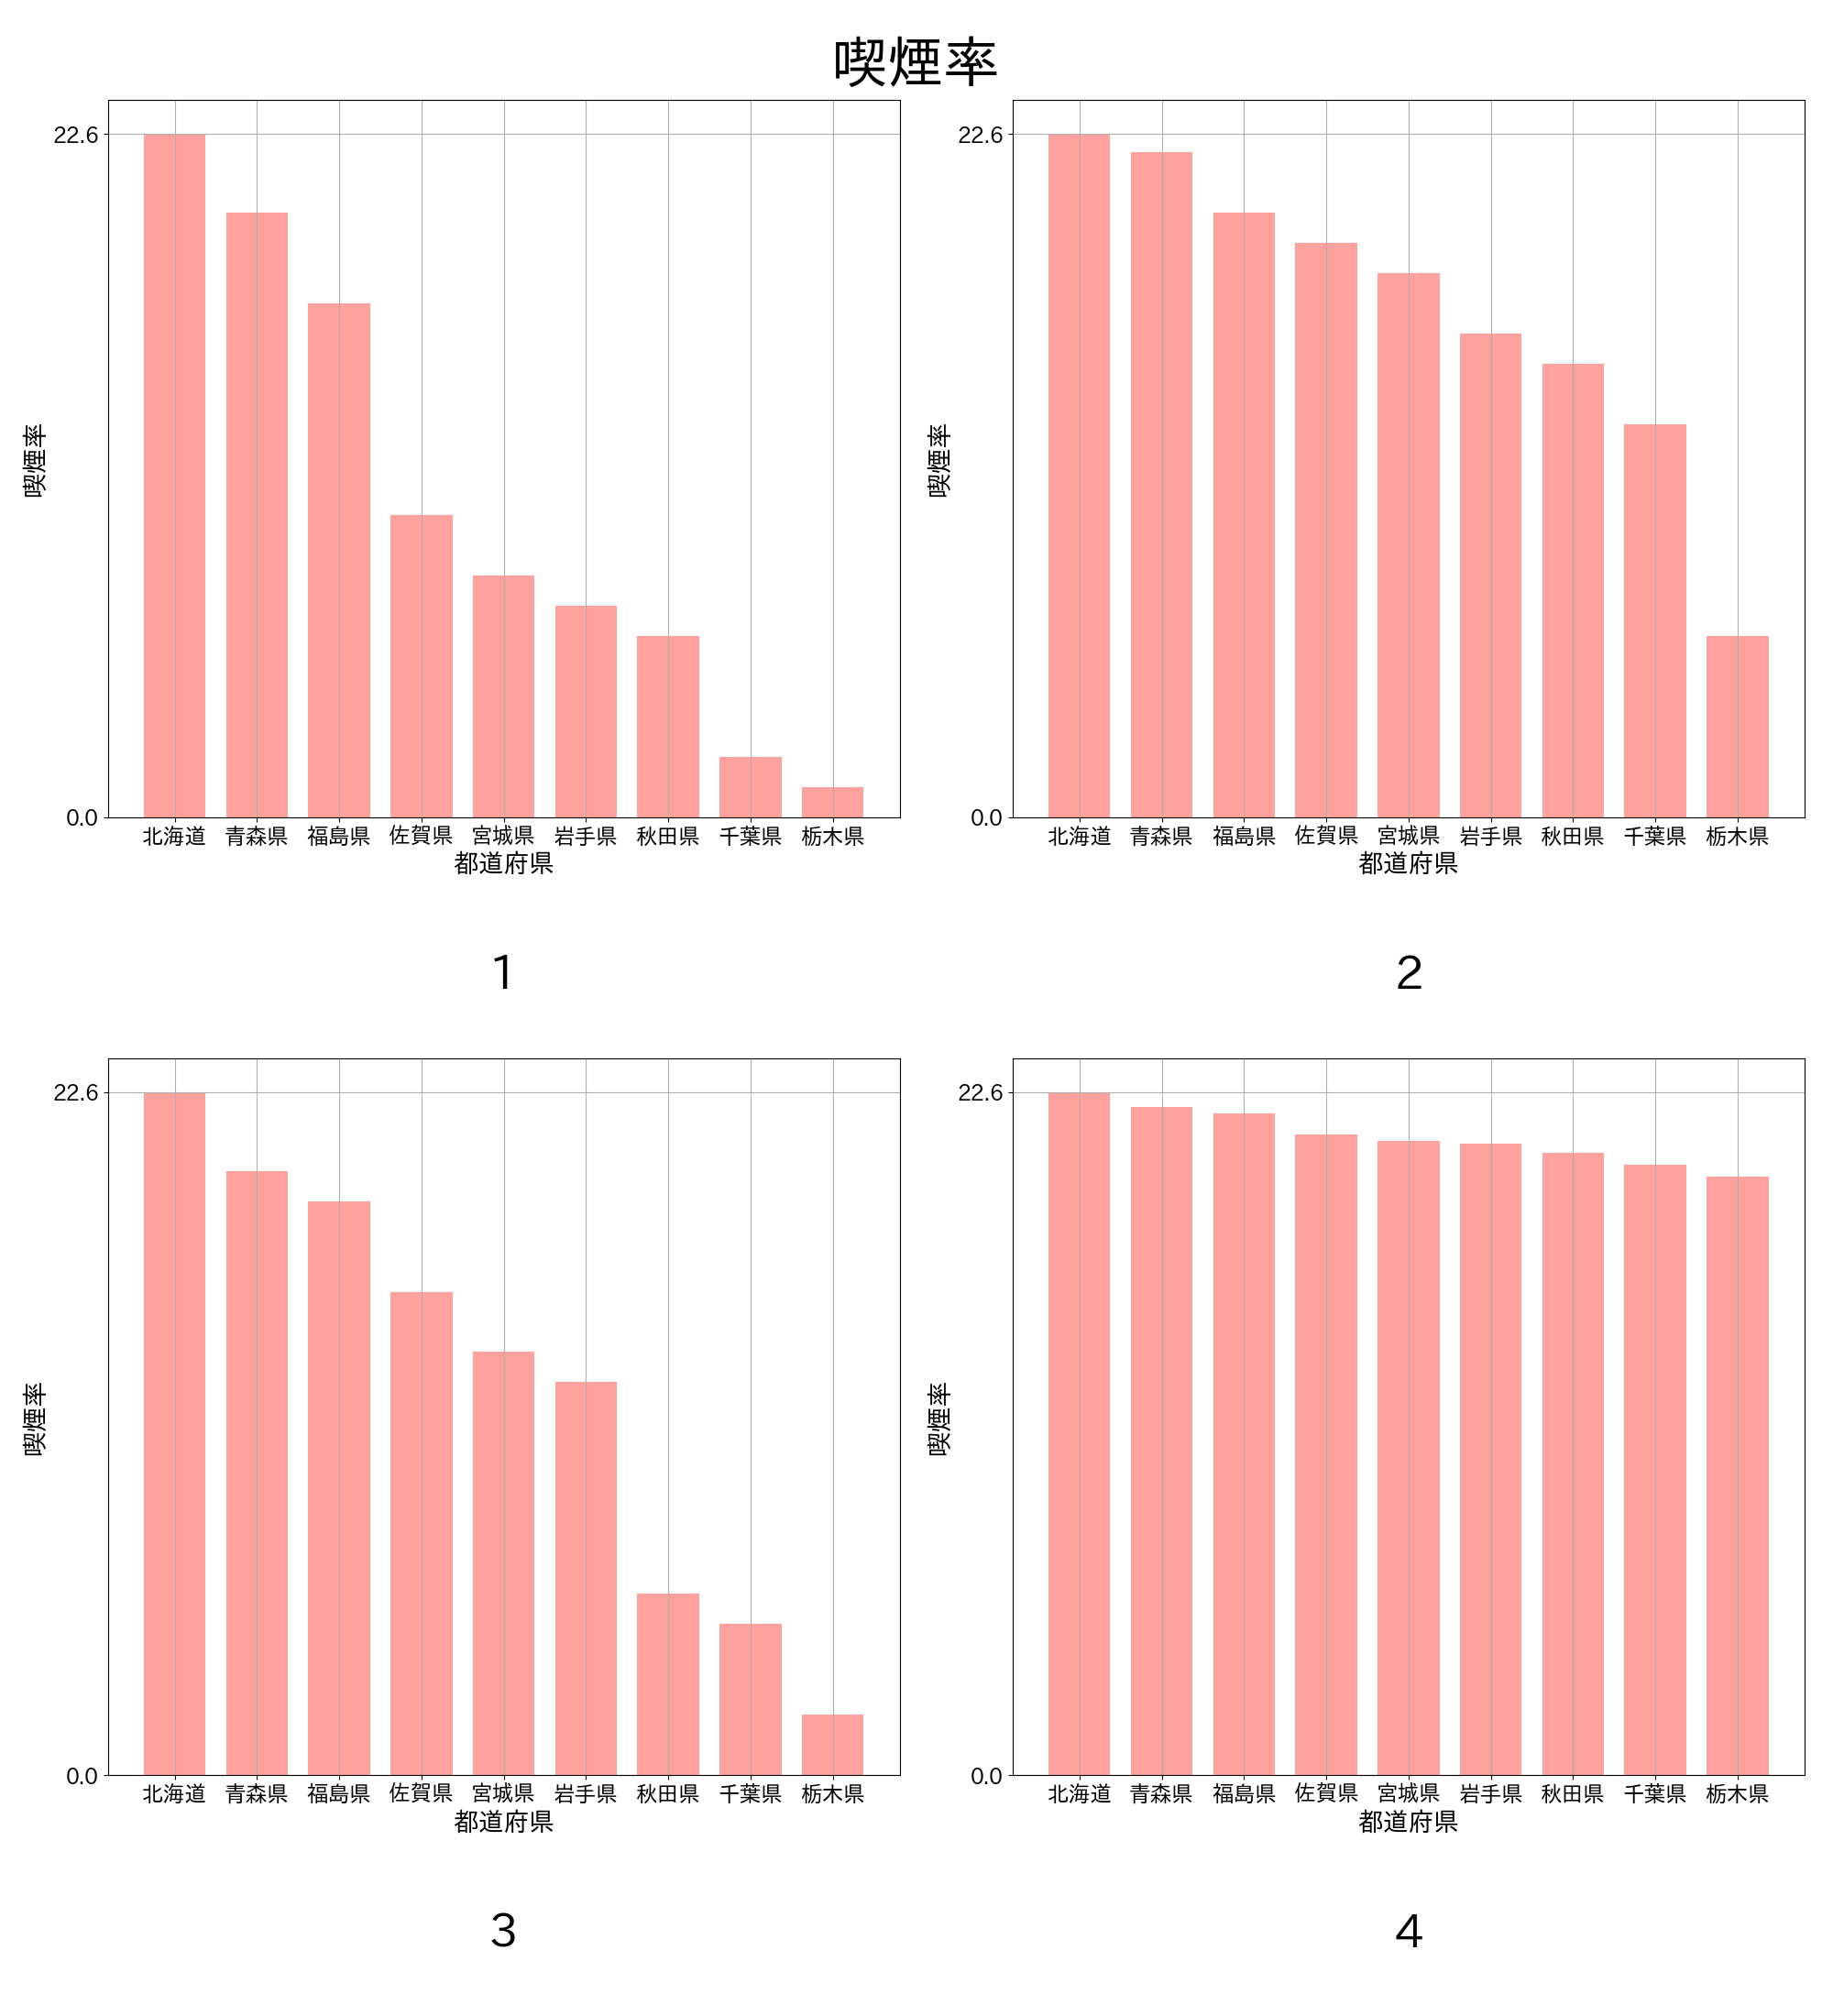 喫煙率
22.6
0.0
喫煙率
北海道 青森県 福島県 佐賀県 宮城県 岩手県 秋田県 千葉県 栃木県
都道府県
1
22.6
0.0
喫煙率
北海道 青森県 福島県 佐賀県 宮城県 岩手県 秋田県 千葉県 栃木県
都道府県
2
22.6
0.0
喫煙率
北海道 青森県 福島県 佐賀県 宮城県 岩手県 秋田県 千葉県 栃木県
都道府県
3
22.6
0.0
喫煙率
北海道 青森県 福島県 佐賀県 宮城県 岩手県 秋田県 千葉県 栃木県
都道府県
4